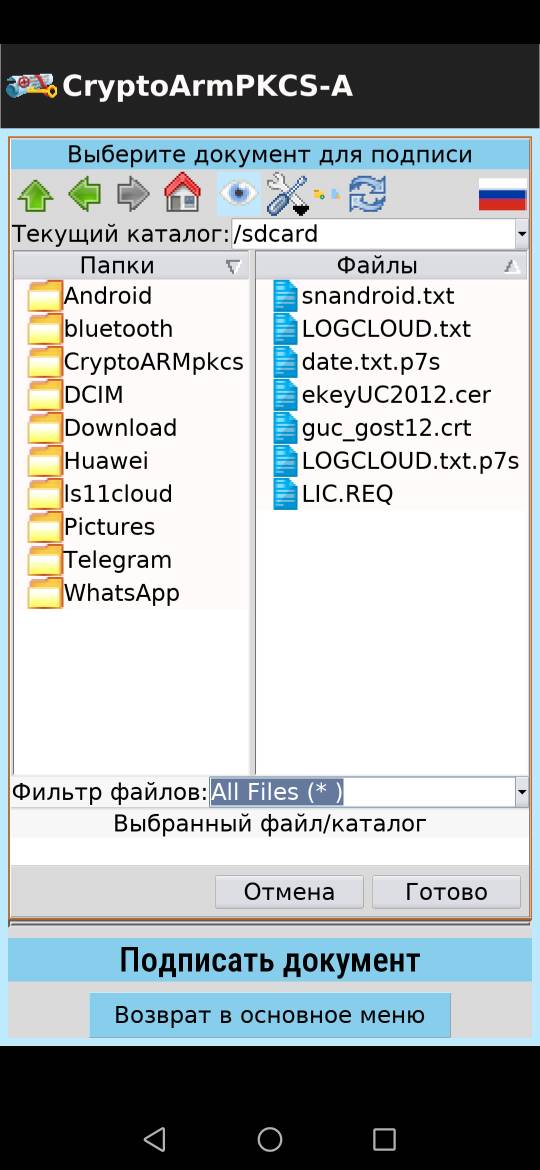 CryptoArmPKCS-A
Выберите документ для подписи
Текущий каталог: /sdcard
Папки
Android
bluetooth
CryptoARMpkcs
DCIM
Download
Huawei
ls11cloud
Pictures
Telegram
WhatsApp
Файлы
snandroid.txt
LOGCLOUD.txt
date.txt.p7s
ekeyUC2012.cer
guc_gost12.crt
LOGCLOUD.txt.p7s
LIC.REQ
Фильтр файлов: All Files (* )
Выбранный файл/каталог
Отмена
Готово
Подписать документ
Возврат в основное меню